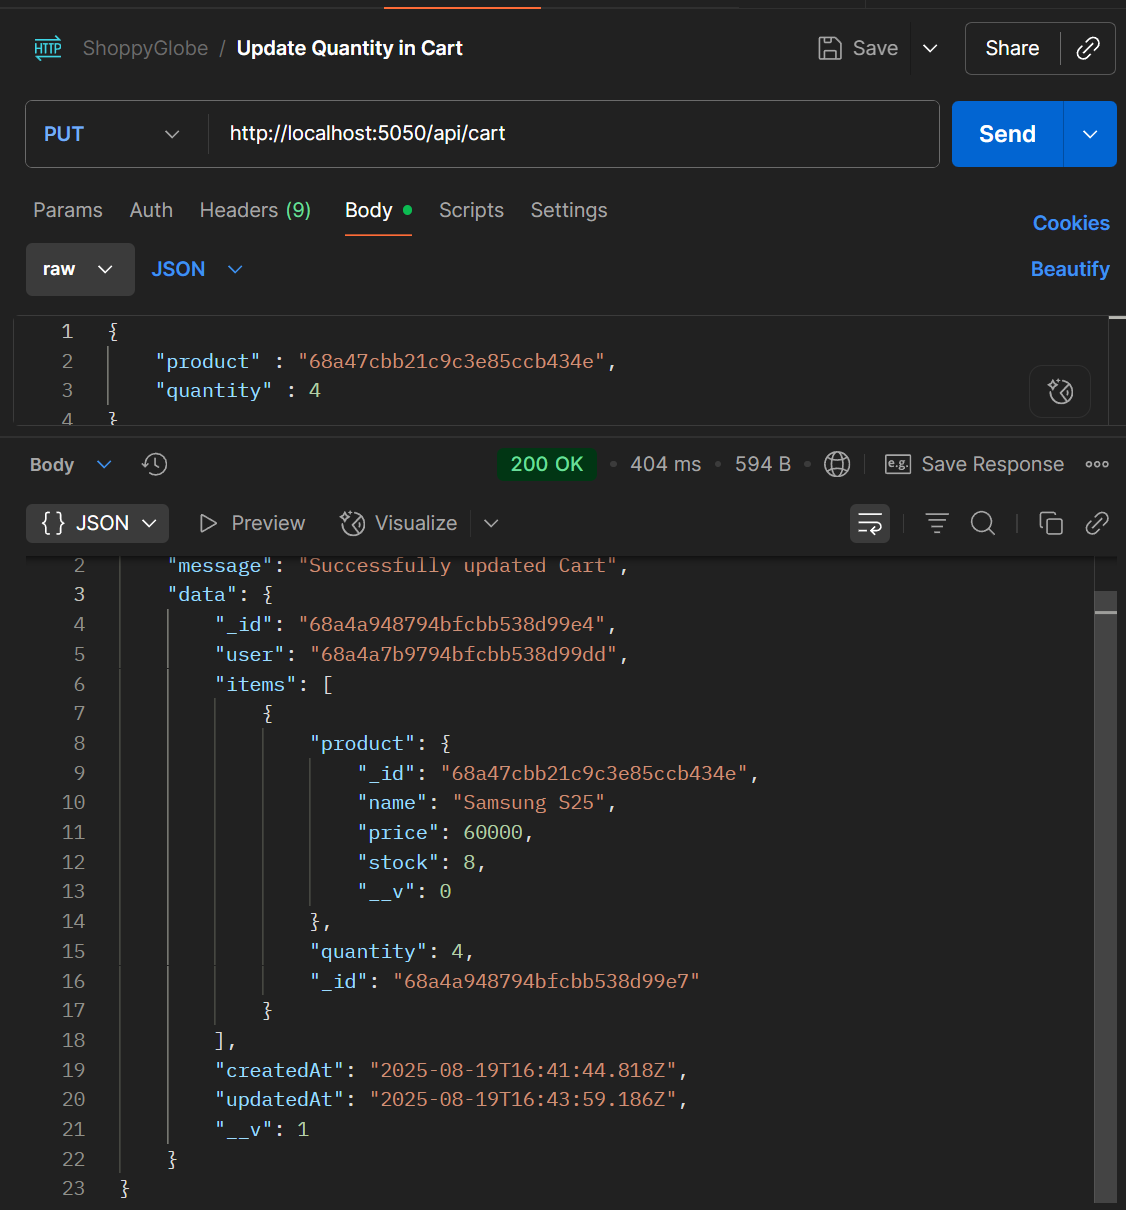 HTTP ShoppyGlobe / Update Quantity in Cart Save Share
PUT http://localhost:5050/api/cart Send
Params Auth Headers (9) Body Scripts Settings Cookies
raw JSON Beautify
1 {
2 "product" : "68a47cbb21c9c3e85ccb434e",
3 "quantity" : 4
4 }
Body 200 OK • 404 ms • 594 B • e.g. Save Response
{} JSON Preview Visualize
2 "message": "Successfully updated Cart",
3 "data": {
4 "_id": "68a4a948794bfcbb538d99e4",
5 "user": "68a4a7b9794bfcbb538d99dd",
6 "items": [
7 {
8 "product": {
9 "_id": "68a47cbb21c9c3e85ccb434e",
10 "name": "Samsung S25",
11 "price": 60000,
12 "stock": 8,
13 "__v": 0
14 },
15 "quantity": 4,
16 "_id": "68a4a948794bfcbb538d99e7"
17 }
18 ],
19 "createdAt": "2025-08-19T16:41:44.818Z",
20 "updatedAt": "2025-08-19T16:43:59.186Z",
21 "__v": 1
22 }
23 }